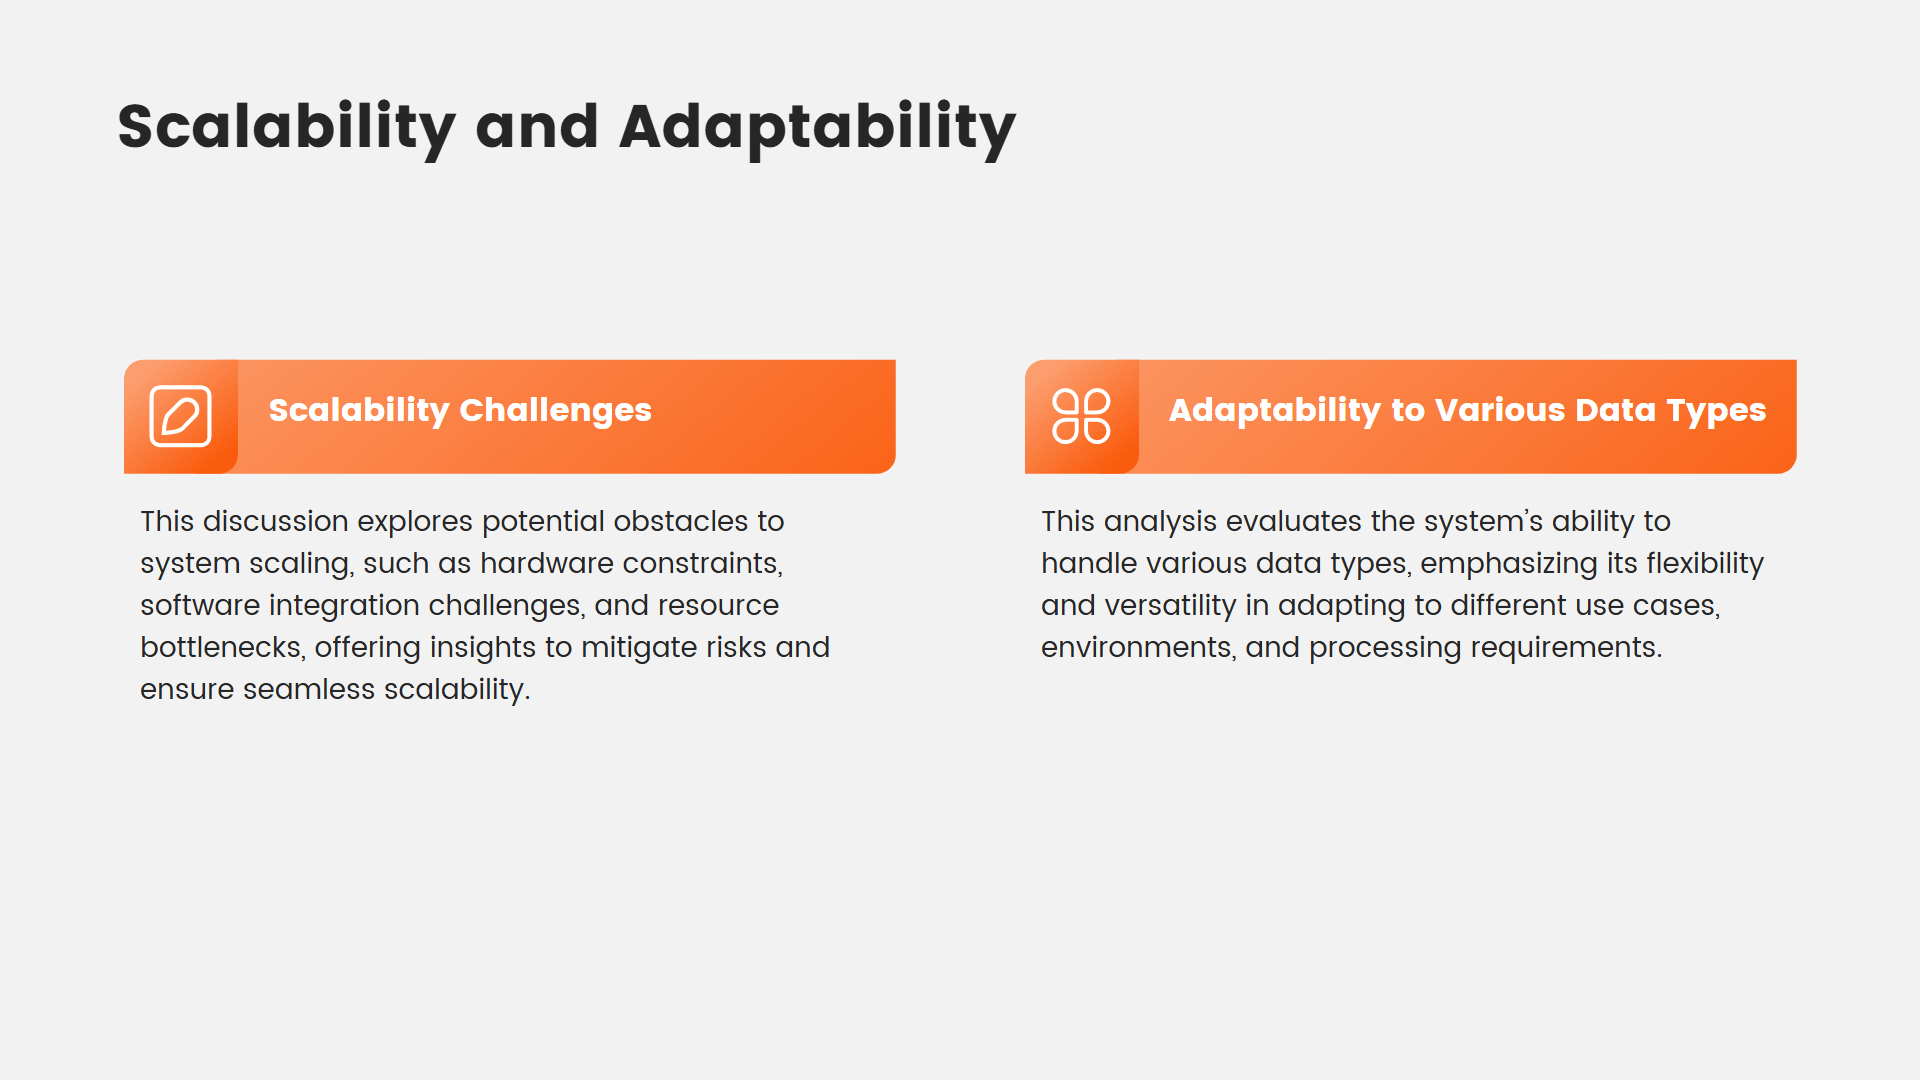 Scalability and Adaptability
Scalability Challenges
This discussion explores potential obstacles to
system scaling, such as hardware constraints,
software integration challenges, and resource
bottlenecks, offering insights to mitigate risks and
ensure seamless scalability.
Adaptability to Various Data Types
This analysis evaluates the system’s ability to
handle various data types, emphasizing its flexibility
and versatility in adapting to different use cases,
environments, and processing requirements.